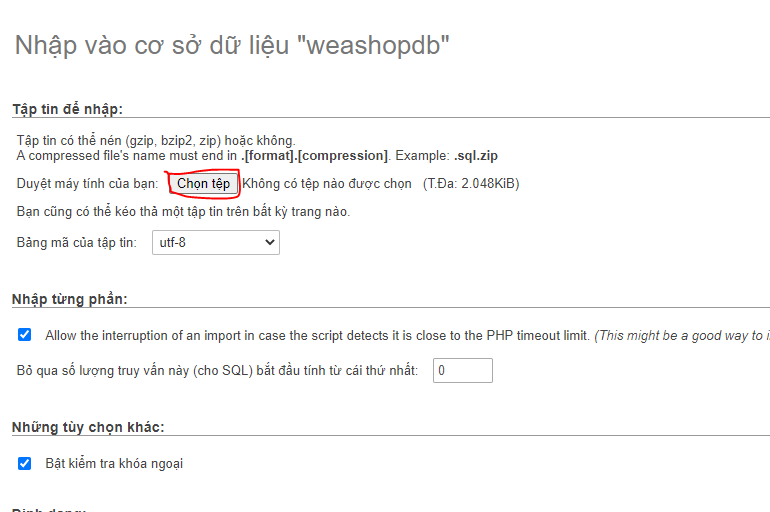 Nhập vào cơ sở dữ liệu "weashopdb"
Tập tin để nhập:
Tập tin có thể nén (gzip, bzip2, zip) hoặc không.
A compressed file's name must end in .[format].[compression]. Example: .sql.zip
Duyệt máy tính của bạn: Chọn tệp Không có tệp nào được chọn (T.Đa: 2.048KiB)
Bạn cũng có thể kéo thả một tập tin trên bất kỳ trang nào.
Bảng mã của tập tin: utf-8
Nhập từng phần:
Allow the interruption of an import in case the script detects it is close to the PHP timeout limit. (This might be a good way to
Bỏ qua số lượng truy vấn này (cho SQL) bắt đầu tính từ cái thứ nhất: 0
Những tùy chọn khác:
Bật kiểm tra khóa ngoại